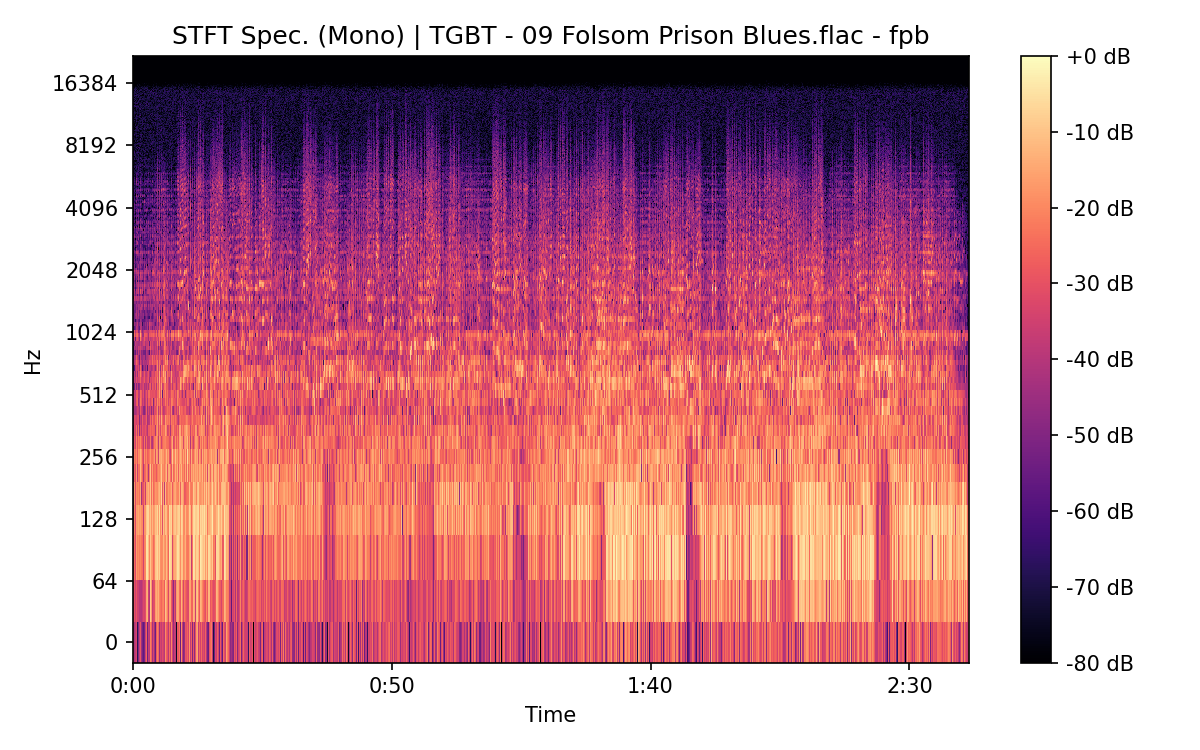 STFT Spec. (Mono) | TGBT - 09 Folsom Prison Blues.flac - fpb
16384
8192
4096
2048
1024
512
256
128
64
0
Hz
0:00
0:50
1:40
2:30
Time
+0 dB
-10 dB
-20 dB
-30 dB
-40 dB
-50 dB
-60 dB
-70 dB
-80 dB